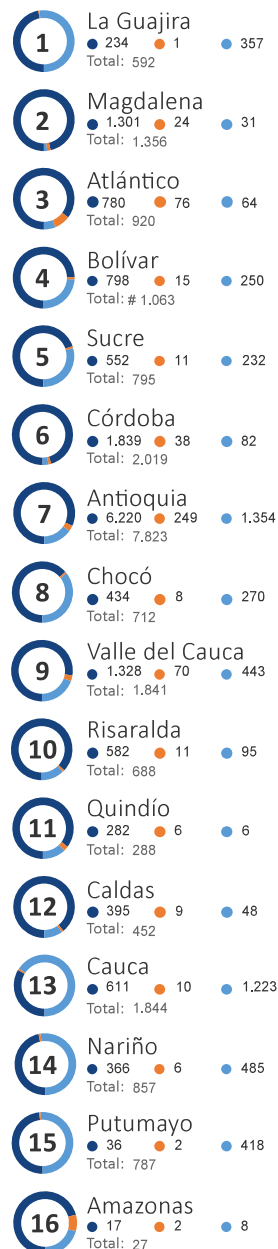 1
La Guajira
234 1 357
Total: 592
2
Magdalena
1.301 24 31
Total: 1.356
3
Atlántico
780 76 64
Total: 920
4
Bolívar
798 15 250
Total: # 1.063
5
Sucre
552 11 232
Total: 795
6
Córdoba
1.839 38 82
Total: 2.019
7
Antioquia
6.220 249 1.354
Total: 7.823
8
Chocó
434 8 270
Total: 712
9
Valle del Cauca
1.328 70 443
Total: 1.841
10
Risaralda
582 11 95
Total: 688
11
Quindío
282 6 6
Total: 288
12
Caldas
395 9 48
Total: 452
13
Cauca
611 10 1.223
Total: 1.844
14
Nariño
366 6 485
Total: 857
15
Putumayo
36 2 418
Total: 787
16
Amazonas
17 2 8
Total: 27